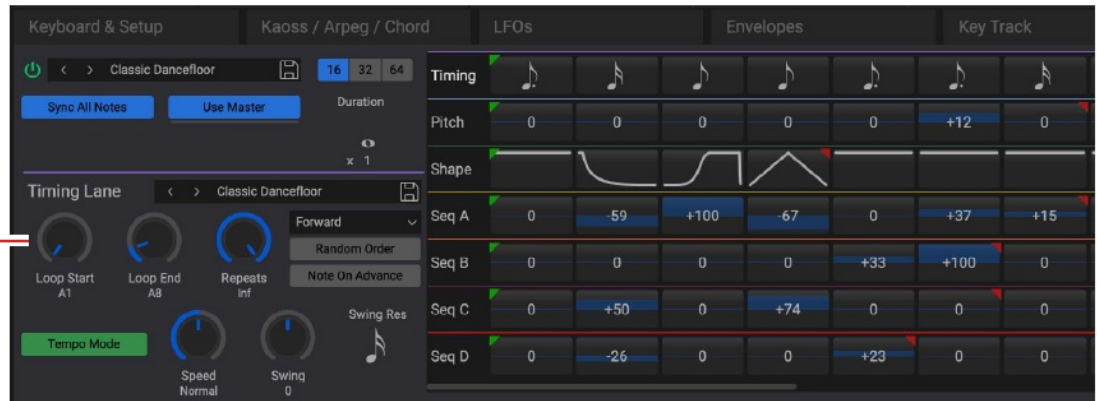 Keyboard & Setup Kaoss / Arpeg / Chord LFOs Envelopes Key Track
< > Classic Dancefloor 16 32 64
Sync All Notes Use Master Duration
x 1
Timing Lane < > Classic Dancefloor
Forward
Random Order
Note On Advance
Loop Start Loop End Repeats
A1 A8 Inf
Swing Res
Tempo Mode
Speed Swing
Normal 0
Timing
Pitch 0 0 0 0 0 +12 0
Shape
Seq A 0 -59 +100 -67 0 +37 +15
Seq B 0 0 0 0 +33 +100 0
Seq C 0 +50 0 +74 0 0 0
Seq D 0 -26 0 0 +23 0 0